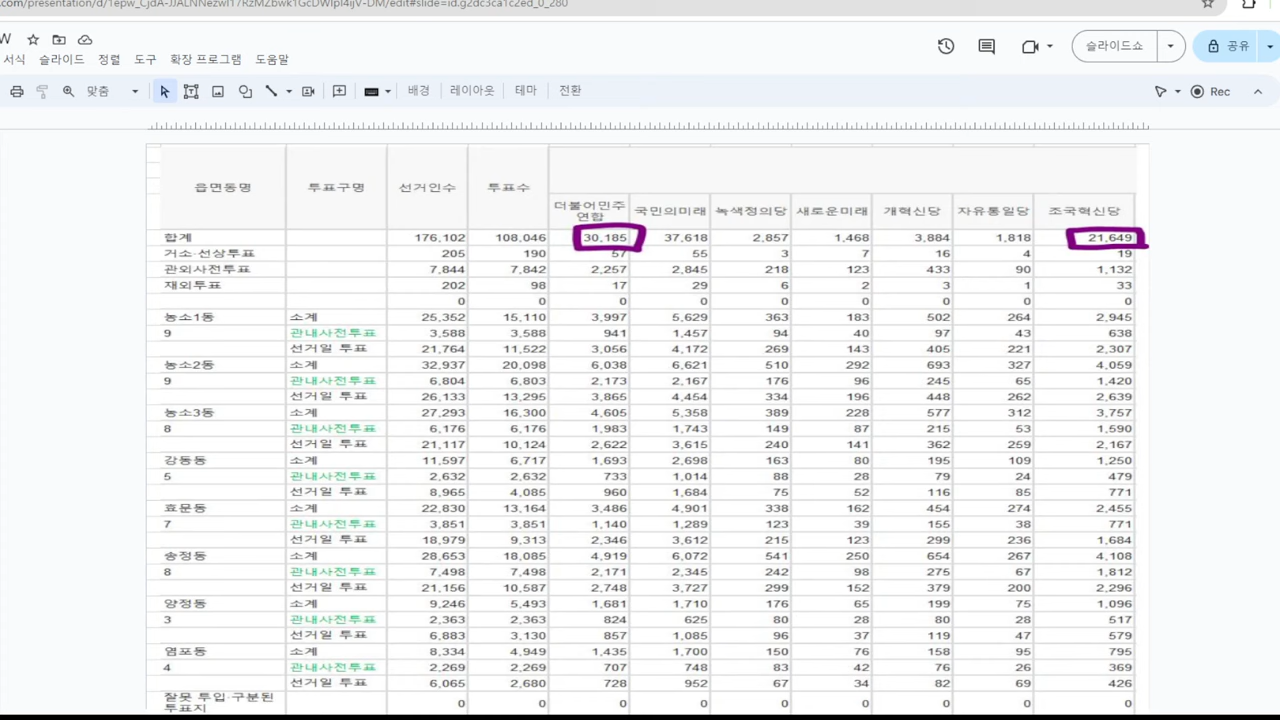 .com/presentation/d/1epw_CjdA-JJALNNezwI17RzMZbwk1GcDWIpI4ijV-DM/edit#slide=id.g2dc3ca1c2ed_0_280
W
서식 슬라이드 정렬 도구 확장 프로그램 도움말
슬라이드쇼 공유
맞춤 배경 레이아웃 테마 전환 Rec
읍면동명 투표구명 선거인수 투표수 더불어민주연합 국민의미래 녹색정의당 새로운미래 개혁신당 자유통일당 조국혁신당
합계 176,102 108,046 30,185 37,618 2,857 1,468 3,884 1,818 21,649
거소·선상투표 205 190 57 55 3 7 16 4 19
관외사전투표 7,844 7,842 2,257 2,845 218 123 433 90 1,132
재외투표 202 98 17 29 6 2 3 1 33
0 0 0 0 0 0 0 0 0
농소1동 소계 25,352 15,110 3,997 5,629 363 183 502 264 2,945
9 관내사전투표 3,588 3,588 941 1,457 94 40 97 43 638
선거일 투표 21,764 11,522 3,056 4,172 269 143 405 221 2,307
농소2동 소계 32,937 20,098 6,038 6,621 510 292 693 327 4,059
9 관내사전투표 6,804 6,803 2,173 2,167 176 96 245 65 1,420
선거일 투표 26,133 13,295 3,865 4,454 334 196 448 262 2,639
농소3동 소계 27,293 16,300 4,605 5,358 389 228 577 312 3,757
8 관내사전투표 6,176 6,176 1,983 1,743 149 87 215 53 1,590
선거일 투표 21,117 10,124 2,622 3,615 240 141 362 259 2,167
강동동 소계 11,597 6,717 1,693 2,698 163 80 195 109 1,250
5 관내사전투표 2,632 2,632 733 1,014 88 28 79 24 479
선거일 투표 8,965 4,085 960 1,684 75 52 116 85 771
효문동 소계 22,830 13,164 3,486 4,901 338 162 454 274 2,455
7 관내사전투표 3,851 3,851 1,140 1,289 123 39 155 38 771
선거일 투표 18,979 9,313 2,346 3,612 215 123 299 236 1,684
송정동 소계 28,653 18,085 4,919 6,072 541 250 654 267 4,108
8 관내사전투표 7,498 7,498 2,171 2,345 242 98 275 67 1,812
선거일 투표 21,156 10,587 2,748 3,727 299 152 379 200 2,296
양정동 소계 9,246 5,493 1,681 1,710 176 65 199 75 1,096
3 관내사전투표 2,363 2,363 824 625 80 28 80 28 517
선거일 투표 6,883 3,130 857 1,085 96 37 119 47 579
염포동 소계 8,334 4,949 1,435 1,700 150 76 158 95 795
4 관내사전투표 2,269 2,269 707 748 83 42 76 26 369
선거일 투표 6,065 2,680 728 952 67 34 82 69 426
잘못 투입·구분된 투표지 0 0 0 0 0 0 0 0 0